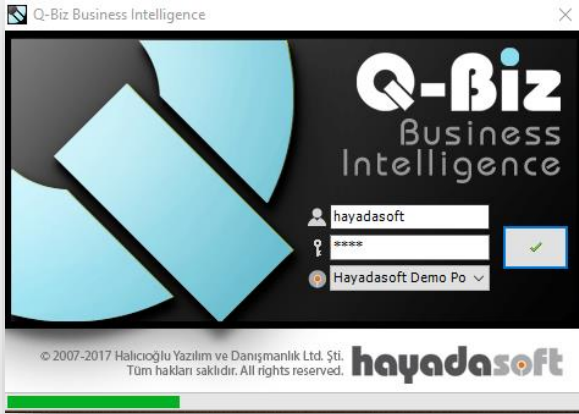 Q-Biz Business Intelligence
Q-Biz
Business
Intelligence
hayadasoft
****
Hayadasoft Demo Po
© 2007-2017 Halıcıoğlu Yazılım ve Danışmanlık Ltd. Şti.
Tüm hakları saklıdır. All rights reserved.
hayadasoft